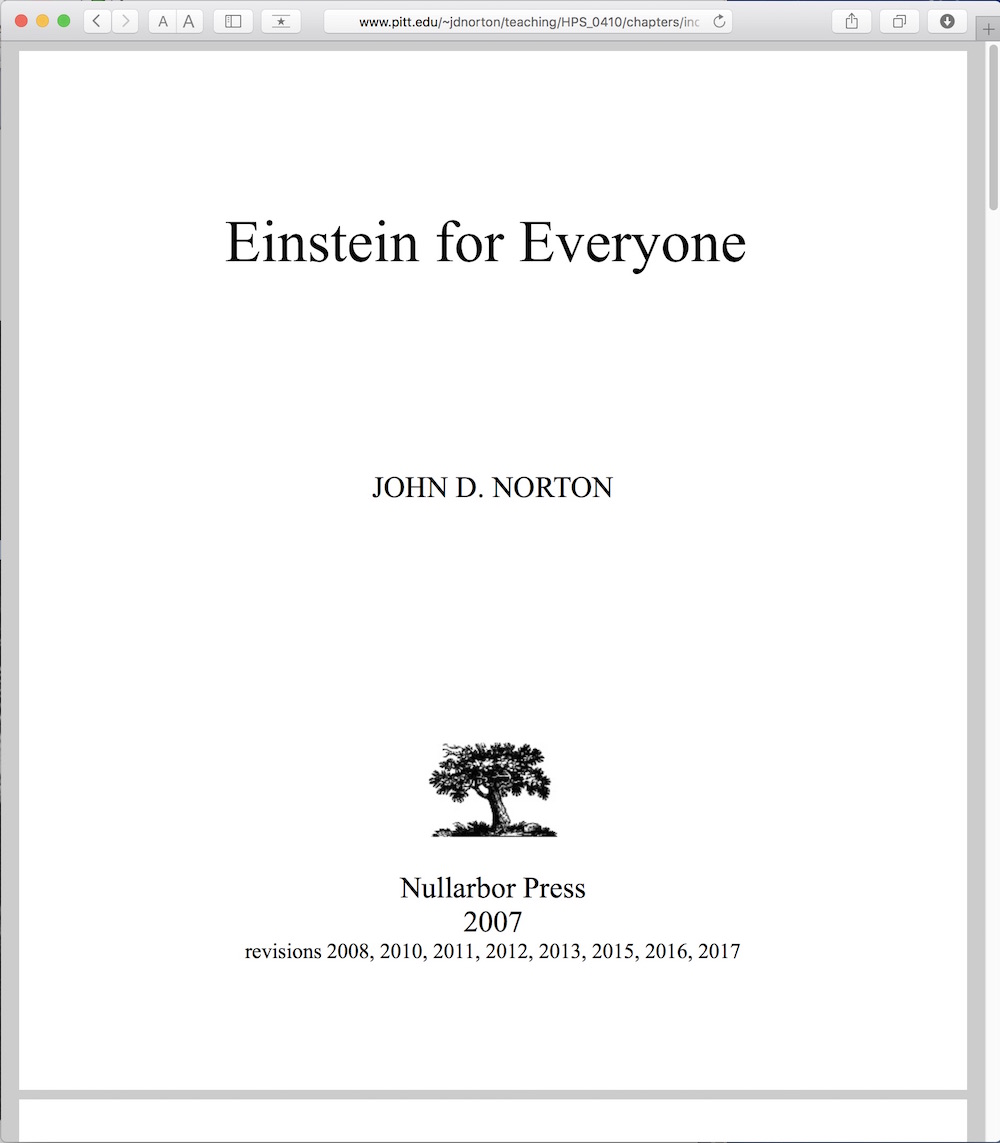 A A
www.pitt.edu/~jdnorton/teaching/HPS_0410/chapters/inc
Einstein for Everyone
JOHN D. NORTON
Nullarbor Press
2007
revisions 2008, 2010, 2011, 2012, 2013, 2015, 2016, 2017